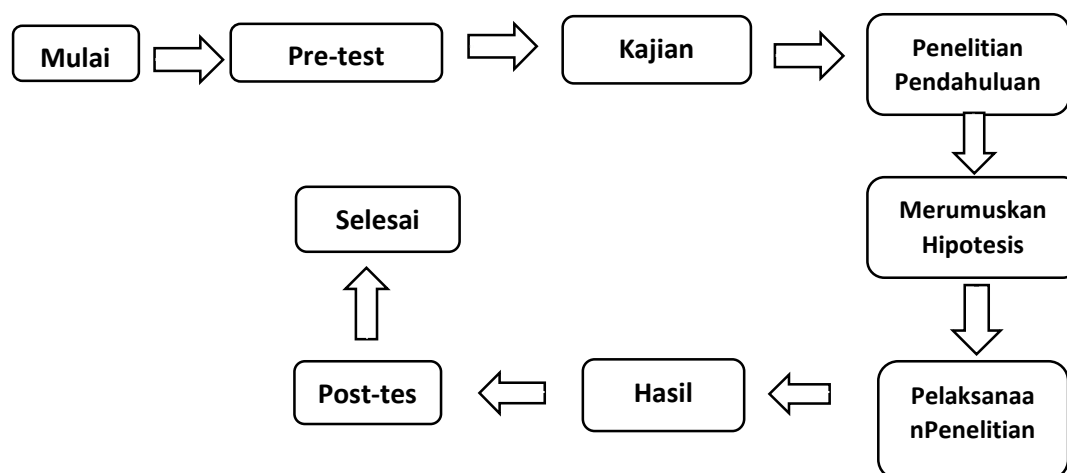 Mulai
Pre-test
Kajian
Penelitian
Pendahuluan
Merumuskan
Hipotesis
Pelaksanaa
nPenelitian
Hasil
Post-tes
Selesai